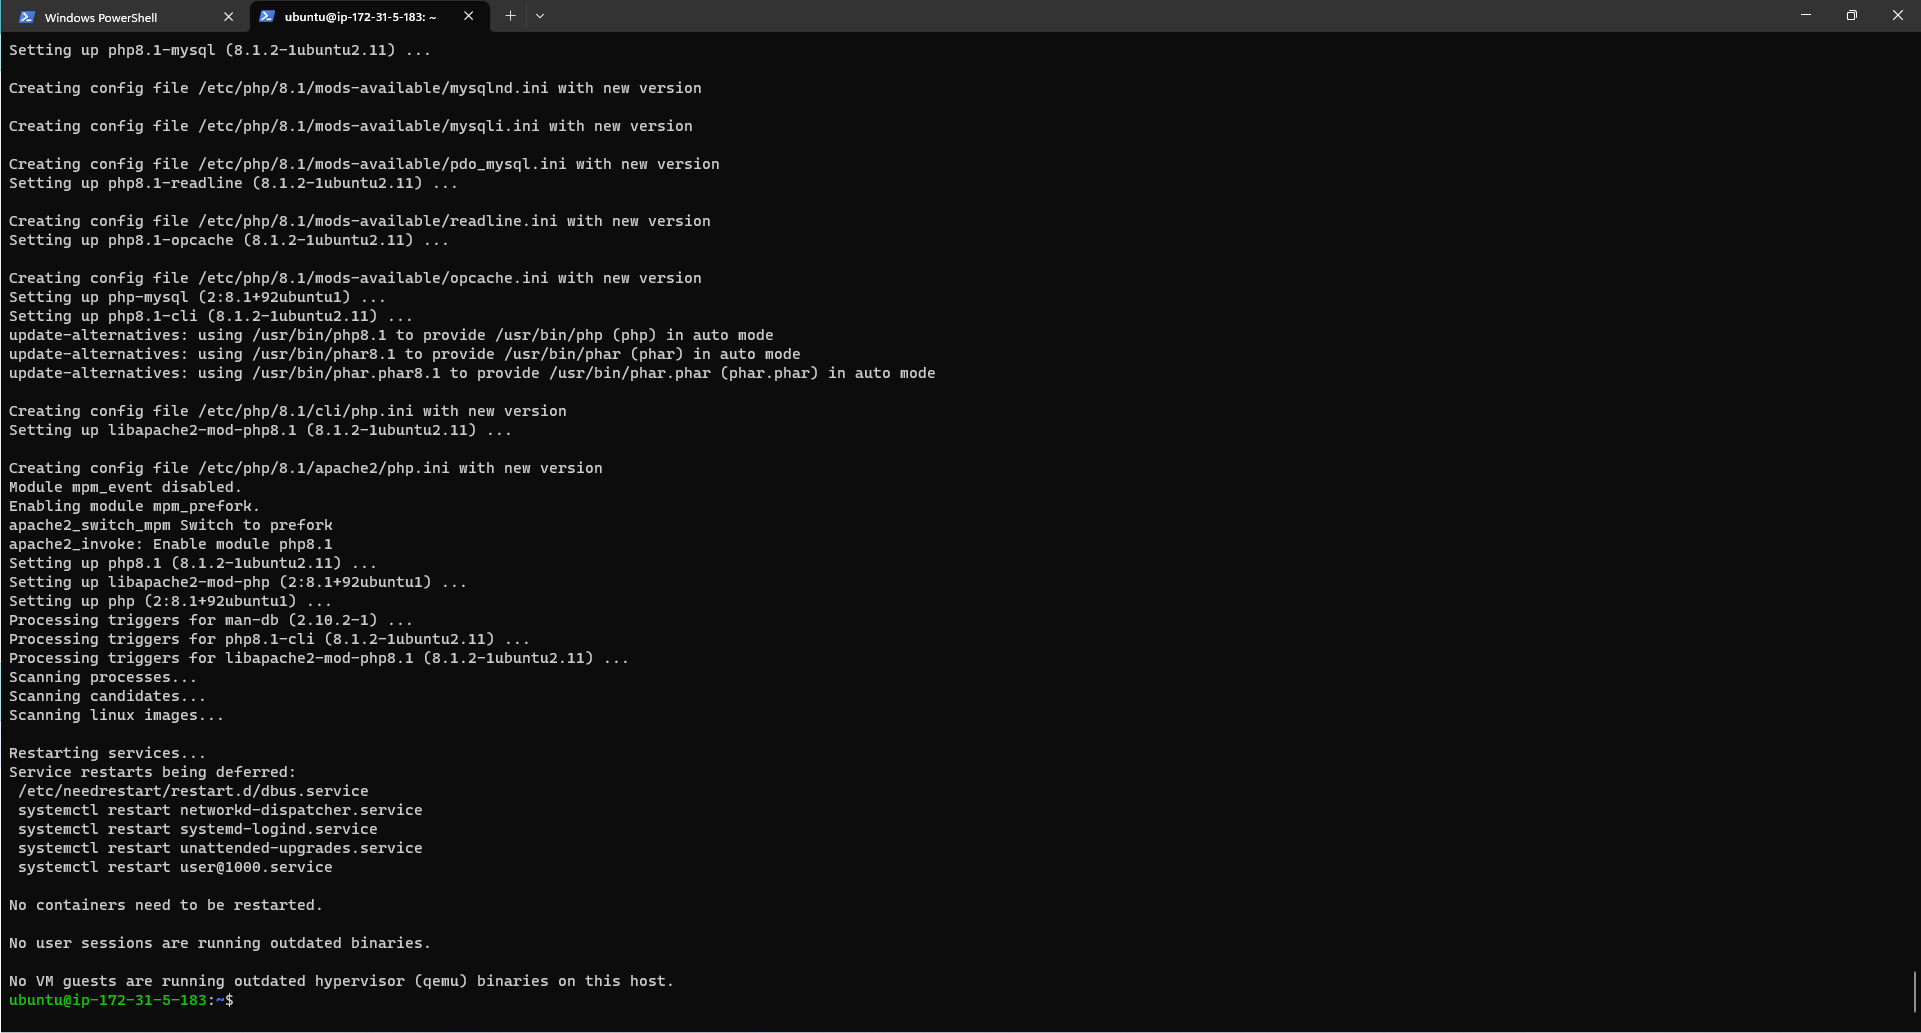 Windows PowerShell
ubuntu@ip-172-31-5-183: ~
Setting up php8.1-mysql (8.1.2-1ubuntu2.11) ...
Creating config file /etc/php/8.1/mods-available/mysqlnd.ini with new version
Creating config file /etc/php/8.1/mods-available/mysqli.ini with new version
Creating config file /etc/php/8.1/mods-available/pdo_mysql.ini with new version
Setting up php8.1-readline (8.1.2-1ubuntu2.11) ...
Creating config file /etc/php/8.1/mods-available/readline.ini with new version
Setting up php8.1-opcache (8.1.2-1ubuntu2.11) ...
Creating config file /etc/php/8.1/mods-available/opcache.ini with new version
Setting up php-mysql (2:8.1+92ubuntu1) ...
Setting up php8.1-cli (8.1.2-1ubuntu2.11) ...
update-alternatives: using /usr/bin/php8.1 to provide /usr/bin/php (php) in auto mode
update-alternatives: using /usr/bin/phar8.1 to provide /usr/bin/phar (phar) in auto mode
update-alternatives: using /usr/bin/phar.phar8.1 to provide /usr/bin/phar.phar (phar.phar) in auto mode
Creating config file /etc/php/8.1/cli/php.ini with new version
Setting up libapache2-mod-php8.1 (8.1.2-1ubuntu2.11) ...
Creating config file /etc/php/8.1/apache2/php.ini with new version
Module mpm_event disabled.
Enabling module mpm_prefork.
apache2_switch_mpm Switch to prefork
apache2_invoke: Enable module php8.1
Setting up php8.1 (8.1.2-1ubuntu2.11) ...
Setting up libapache2-mod-php (2:8.1+92ubuntu1) ...
Setting up php (2:8.1+92ubuntu1) ...
Processing triggers for man-db (2.10.2-1) ...
Processing triggers for php8.1-cli (8.1.2-1ubuntu2.11) ...
Processing triggers for libapache2-mod-php8.1 (8.1.2-1ubuntu2.11) ...
Scanning processes...
Scanning candidates...
Scanning linux images...
Restarting services...
Service restarts being deferred:
/etc/needrestart/restart.d/dbus.service
systemctl restart networkd-dispatcher.service
systemctl restart systemd-logind.service
systemctl restart unattended-upgrades.service
systemctl restart user@1000.service
No containers need to be restarted.
No user sessions are running outdated binaries.
No VM guests are running outdated hypervisor (qemu) binaries on this host.
ubuntu@ip-172-31-5-183:~$